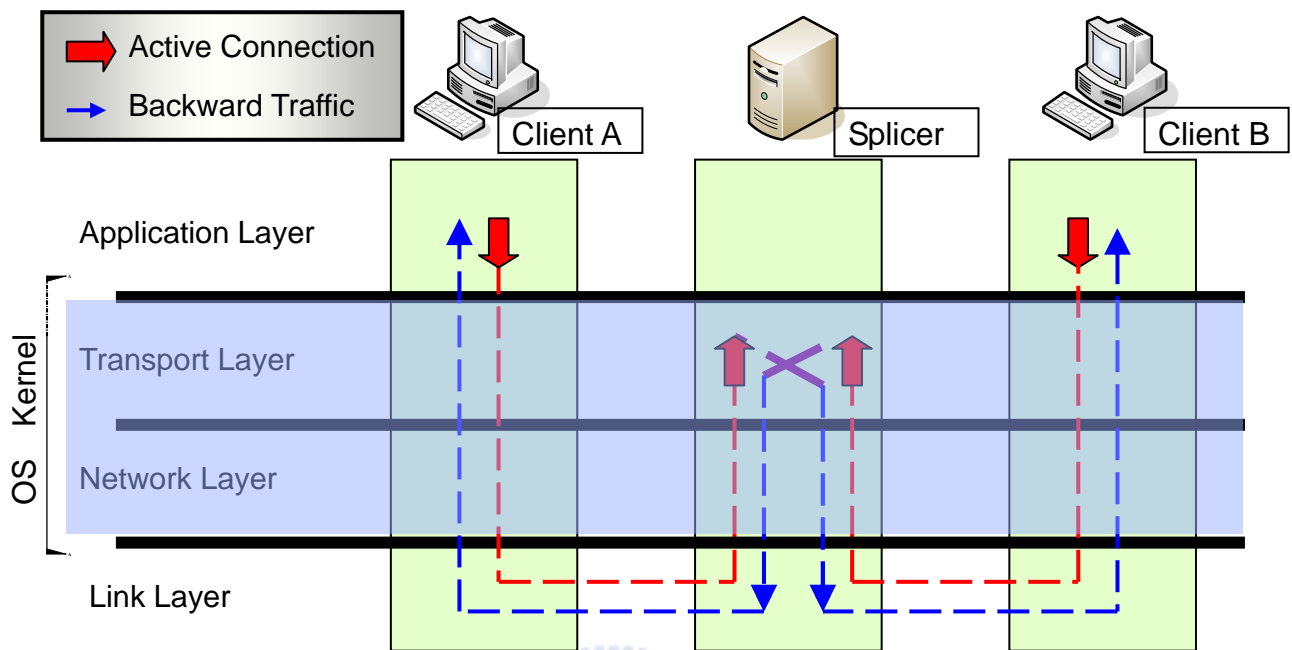 Active Connection
Backward Traffic
Client A
Splicer
Client B
Application Layer
Transport Layer
Network Layer
Link Layer
OS Kernel